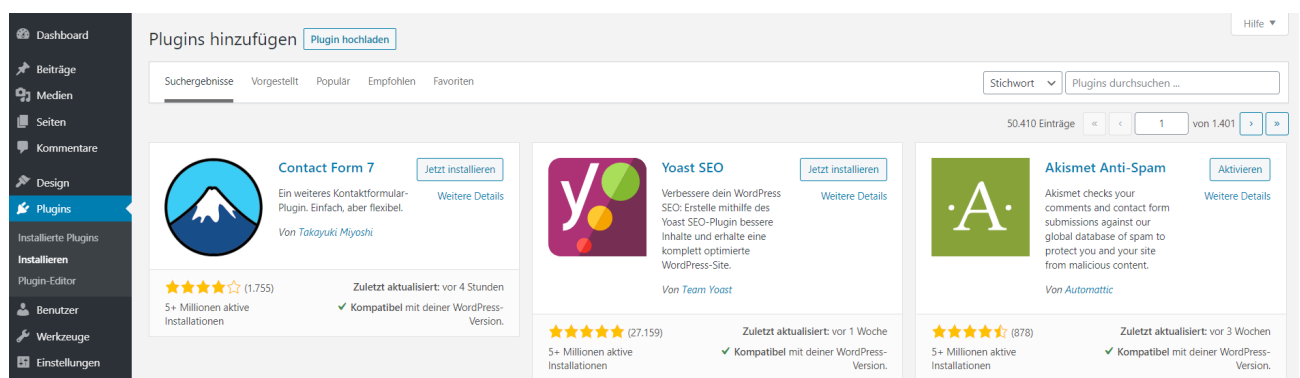 Hilfe ▼
Dashboard
Beiträge
Medien
Seiten
Kommentare
Design
Plugins
Installierte Plugins
Installieren
Plugin-Editor
Benutzer
Werkzeuge
Einstellungen
Plugins hinzufügen Plugin hochladen
Suchergebnisse Vorgestellt Populär Empfohlen Favoriten
Stichwort Plugins durchsuchen ...
50.410 Einträge « ‹ 1 von 1.401 › »
Contact Form 7
Jetzt installieren
Weitere Details
Ein weiteres Kontaktformular-
Plugin. Einfach, aber flexibel.
Von Takayuki Miyoshi
(1.755)
5+ Millionen aktive
Installationen
Zuletzt aktualisiert: vor 4 Stunden
✔ Kompatibel mit deiner WordPress-
Version.
y
Yoast SEO
Jetzt installieren
Weitere Details
Verbessere dein WordPress
SEO: Erstelle mithilfe des
Yoast SEO-Plugin bessere
Inhalte und erhalte eine
komplett optimierte
WordPress-Site.
Von Team Yoast
(27.159)
5+ Millionen aktive
Installationen
Zuletzt aktualisiert: vor 1 Woche
✔ Kompatibel mit deiner WordPress-
Version.
·A·
Akismet Anti-Spam
Aktivieren
Weitere Details
Akismet checks your
comments and contact form
submissions against our
global database of spam to
protect you and your site
from malicious content.
Von Automattic
(878)
5+ Millionen aktive
Installationen
Zuletzt aktualisiert: vor 3 Wochen
✔ Kompatibel mit deiner WordPress-
Version.